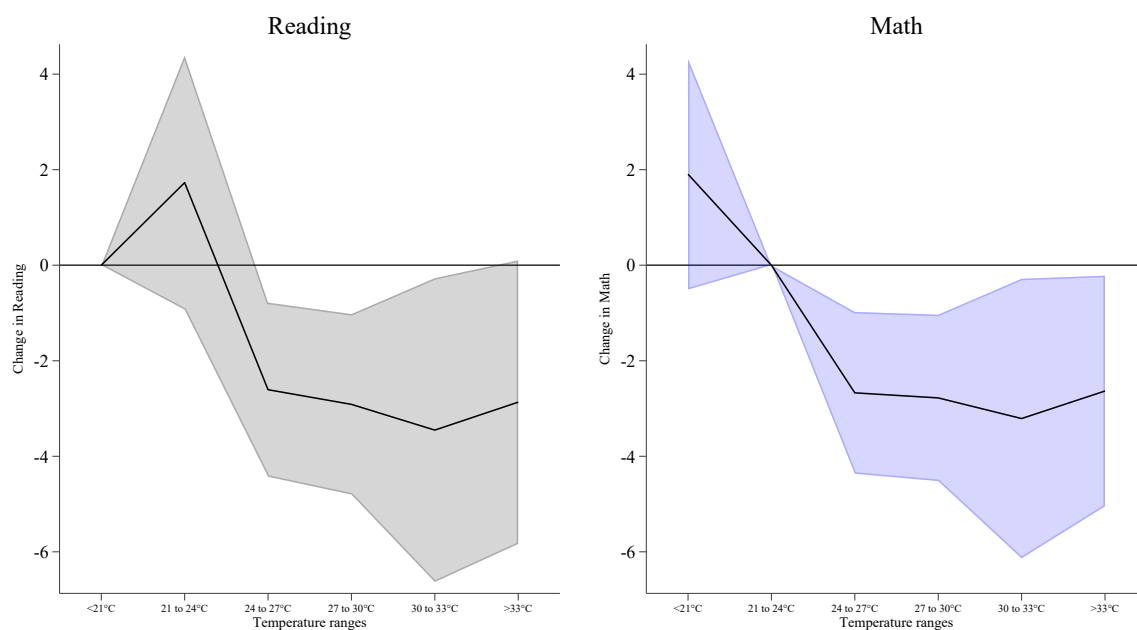 Reading
Change in Reading
4
2
0
-2
-4
-6
<21°C
21 to 24°C
24 to 27°C
27 to 30°C
30 to 33°C
>33°C
Temperature ranges
Math
Change in Math
4
2
0
-2
-4
-6
<21°C
21 to 24°C
24 to 27°C
27 to 30°C
30 to 33°C
>33°C
Temperature ranges